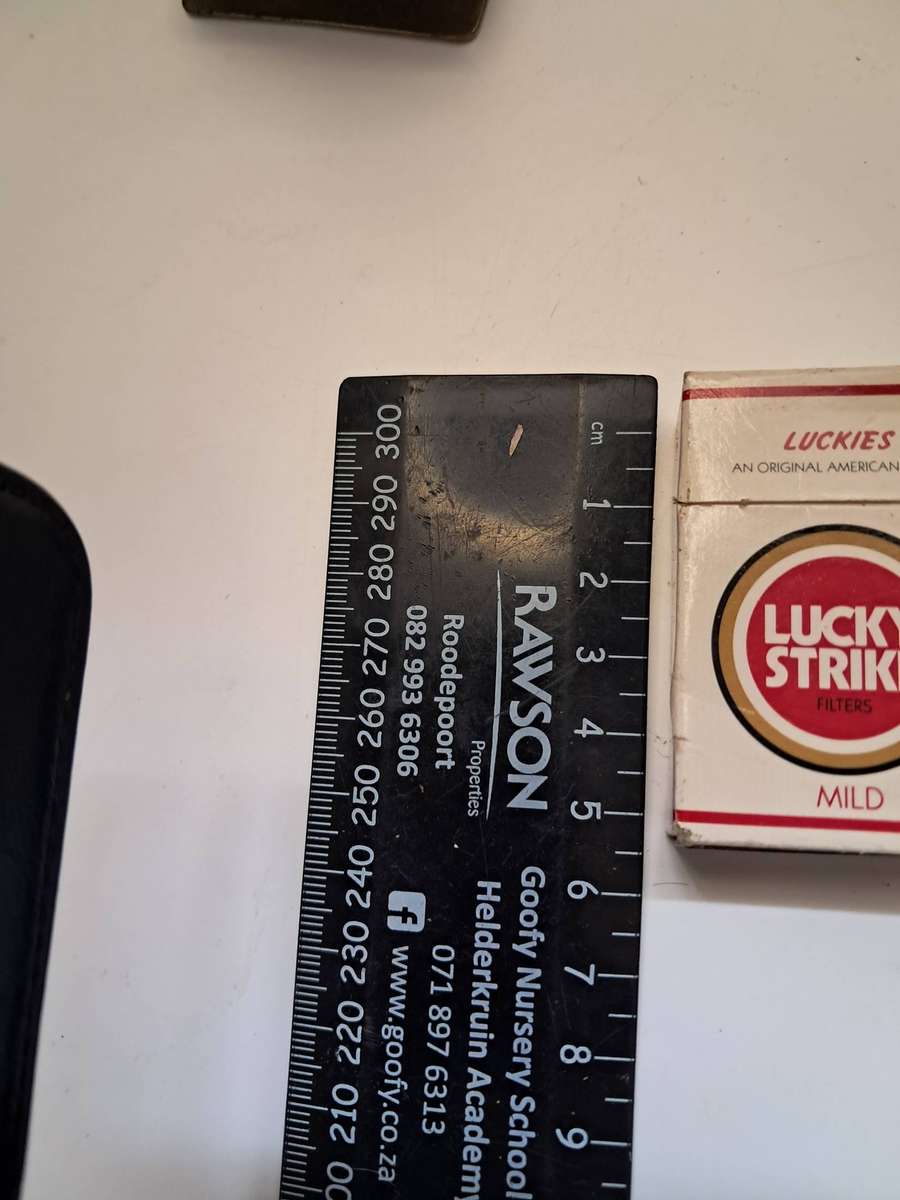 300 290 280 270 260 250 240 230 220 210 00
cm 1 2 3 4 5 6 7 8 9
RAWSON
Properties
Roodepoort
082 993 6306
Goofy Nursery School
Helderkruin Academy
071 897 6313
f www.goofy.co.za
LUCKIES
AN ORIGINAL AMERICAN
LUCKY
STRIK
FILTERS
MILD